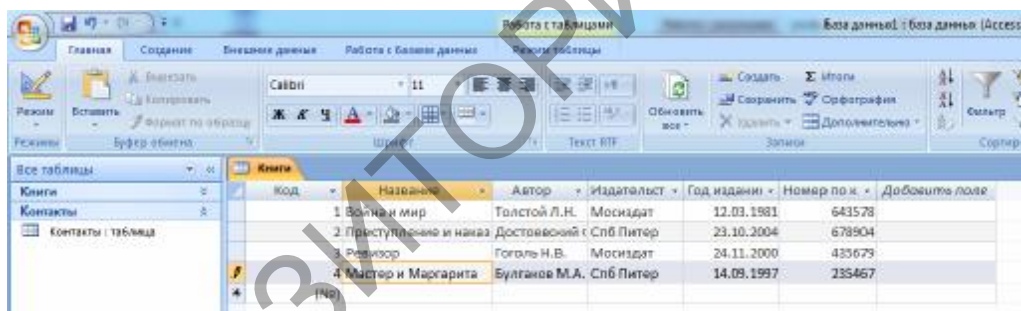 Работа с таблицами База данных1 : база данных (Access
Главная Создание Внешние данные Работа с базами данных Режим таблицы
Вырезать Calibri 11 Создать Итоги
Копировать Сохранить Орфография
Режим Вставить Формат по образцу Ж К Ч Обновить все Удалить Дополнительно Фильтр
Режимы Буфер обмена Шрифт Текст RTF Записи Сортир
Все таблицы Книги
Книги Код Название Автор Издательст Год издани Номер по к Добавить поле
Контакты 1 Война и мир Толстой Л.Н. Мосиздат 12.03.1981 643578
Контакты : таблица 2 Преступление и наказ Достоевский Спб Питер 23.10.2004 678904
3 Ревизор Гоголь Н.В. Мосиздат 24.11.2000 435679
4 Мастер и Маргарита Булгаков М.А. Спб Питер 14.09.1997 235467
(№)
ЗИТОРИ